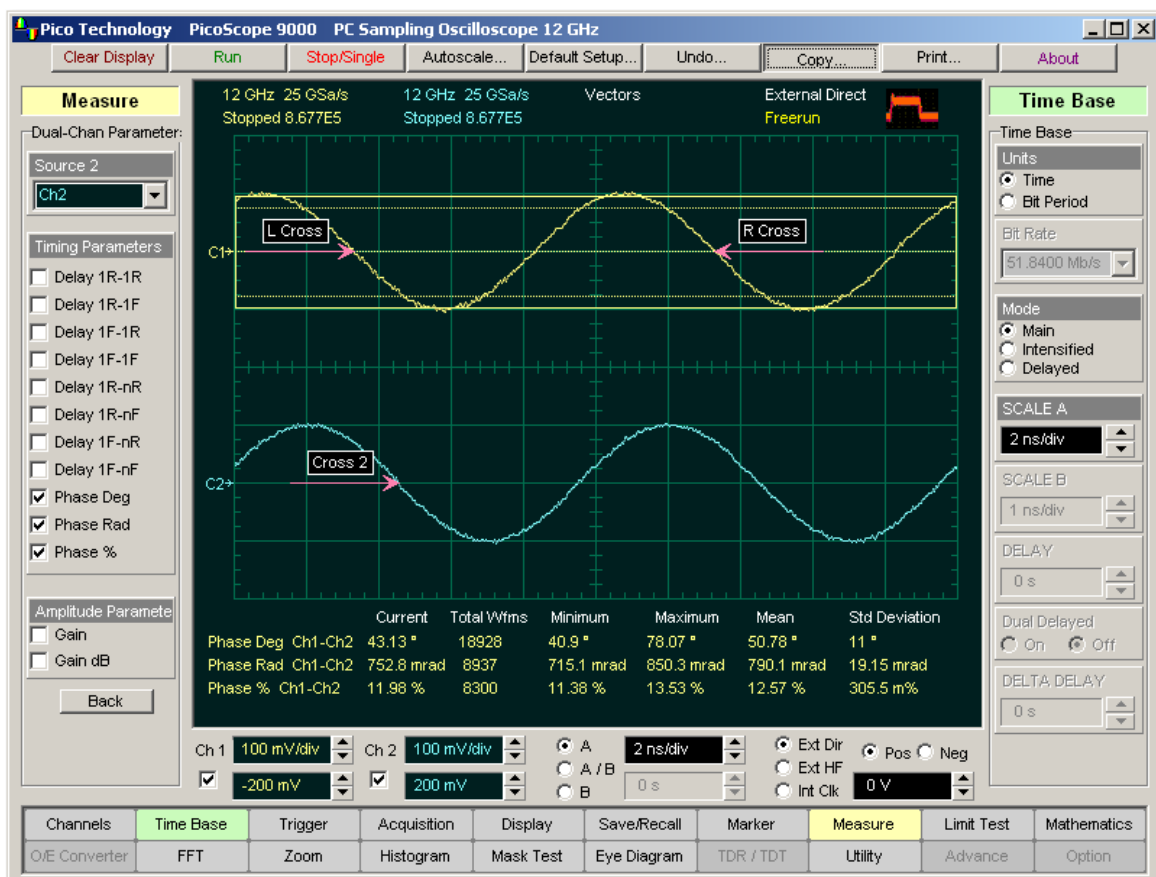 Pico Technology PicoScope 9000 PC Sampling Oscilloscope 12 GHz
Clear Display Run Stop/Single Autoscale... Default Setup... Undo... Copy... Print... About
Measure
Dual-Chan Parameter
Source 2
Ch2
Timing Parameters
Delay 1R-1R
Delay 1R-1F
Delay 1F-1R
Delay 1F-1F
Delay 1R-nR
Delay 1R-nF
Delay 1F-nR
Delay 1F-nF
Phase Deg
Phase Rad
Phase %
Amplitude Paramete
Gain
Gain dB
Back
12 GHz 25 GSa/s 12 GHz 25 GSa/s Vectors External Direct
Stopped 8.677E5 Stopped 8.677E5 Freerun
L Cross R Cross
C1
Cross 2
C2
Current Total Wfms Minimum Maximum Mean Std Deviation
Phase Deg Ch1-Ch2 43.13 ° 18928 40.9 ° 78.07 ° 50.78 ° 11 °
Phase Rad Ch1-Ch2 752.8 mrad 8937 715.1 mrad 850.3 mrad 790.1 mrad 19.15 mrad
Phase % Ch1-Ch2 11.98 % 8300 11.38 % 13.53 % 12.57 % 305.5 m%
Time Base
Time Base
Units
Time
Bit Period
Bit Rate
51.8400 Mb/s
Mode
Main
Intensified
Delayed
SCALE A
2 ns/div
SCALE B
1 ns/div
DELAY
0 s
Dual Delayed
On Off
DELTA DELAY
0 s
Ch 1 100 mV/div Ch 2 100 mV/div A 2 ns/div Ext Dir Pos Neg
A / B Ext HF
-200 mV 200 mV B 0 s Int Clk 0 V
Channels Time Base Trigger Acquisition Display Save/Recall Marker Measure Limit Test Mathematics
O/E Converter FFT Zoom Histogram Mask Test Eye Diagram TDR / TDT Utility Advance Option